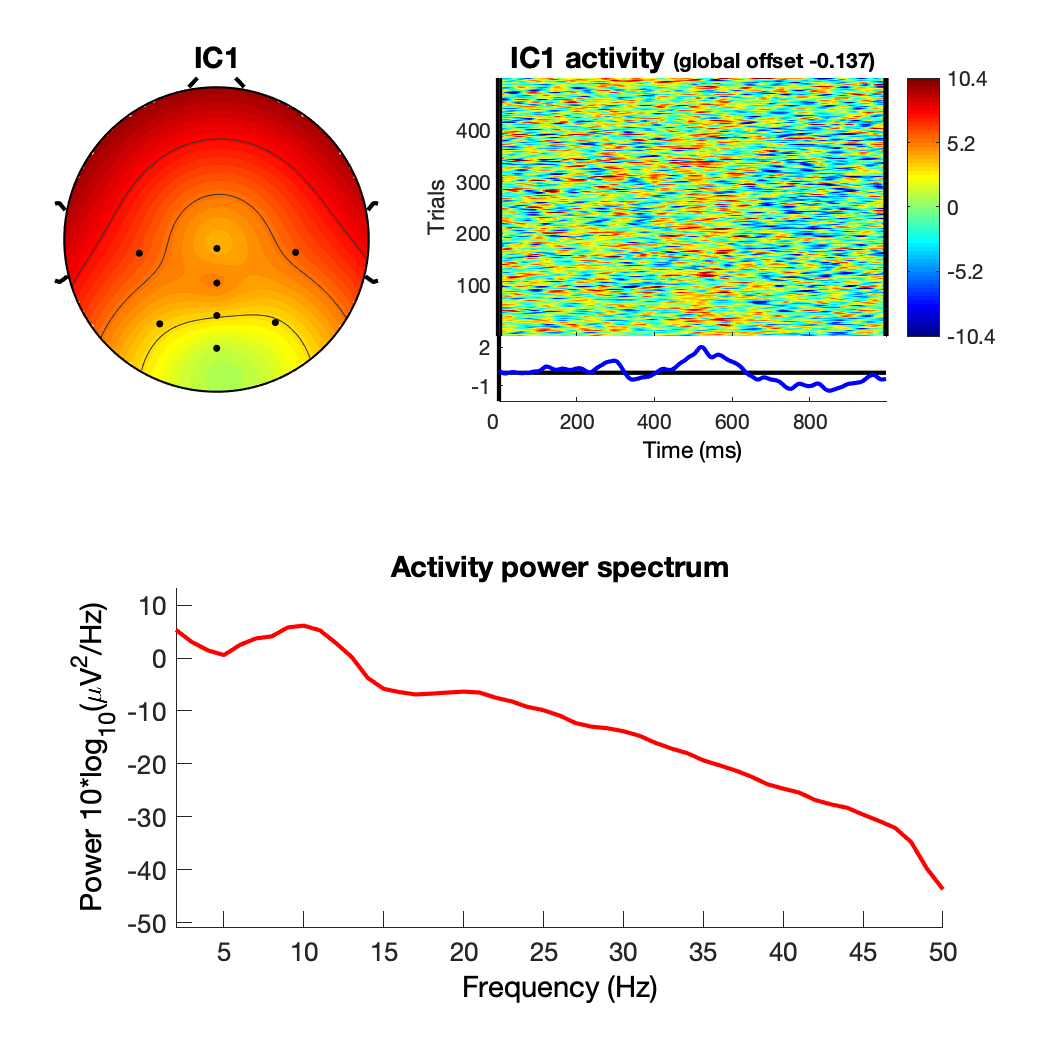 IC1
IC1 activity (global offset -0.137)
Trials
400
300
200
100
10.4
5.2
0
-5.2
-10.4
2
-1
0 200 400 600 800
Time (ms)
Activity power spectrum
Power 10*log10(μV2/Hz)
10
0
-10
-20
-30
-40
-50
5 10 15 20 25 30 35 40 45 50
Frequency (Hz)